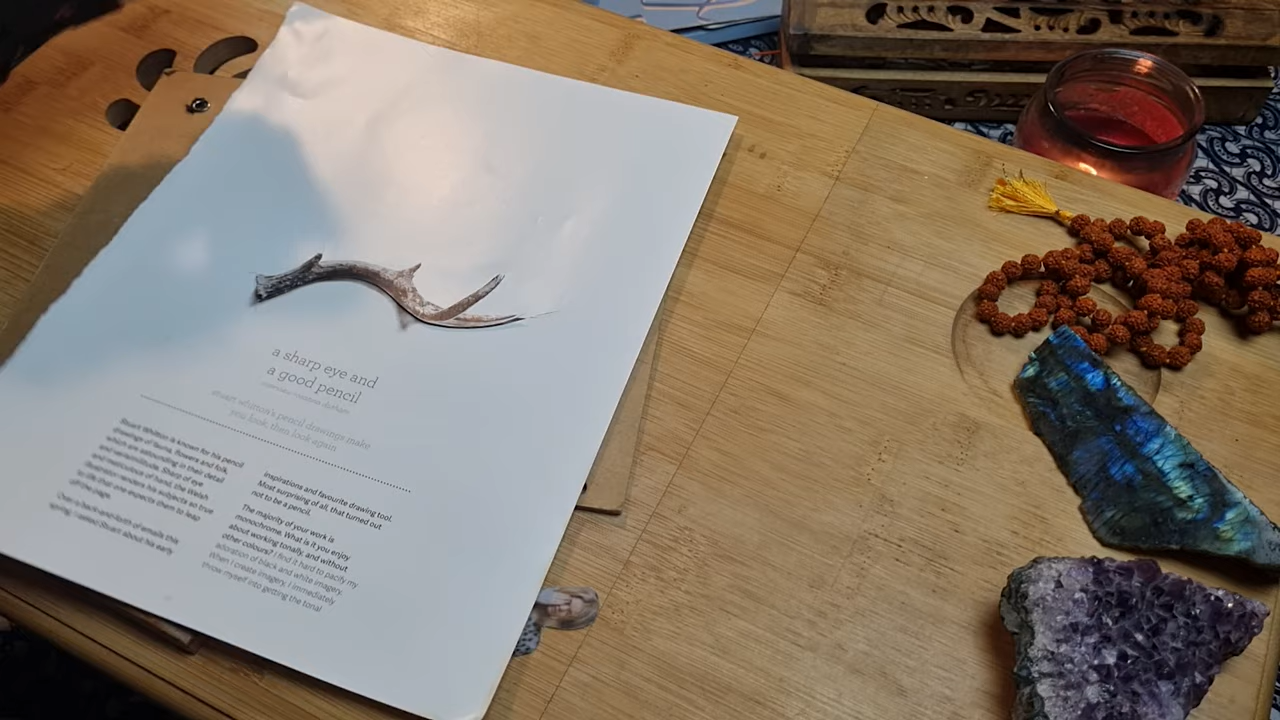 a sharp eye and
a good pencil
stuart whitton's pencil drawings make
you look, then look again
Stuart Whitton is known for his pencil
drawings of fauna, flowers and folk,
which are astounding in their detail
and verisimilitude. Sharp of eye
and meticulous of hand, the Welsh
illustrator renders his subjects so true
to life that one expects them to leap
off the page.
Over a back-and-forth of emails this
spring, I asked Stuart about his early
inspirations and favourite drawing tool.
Most surprising of all, that turned out
not to be a pencil.
The majority of your work is
monochrome. What is it you enjoy
about working tonally, and without
other colours? I find it hard to pacify my
adoration of black and white imagery.
When I create imagery, I immediately
throw myself into getting the tonal